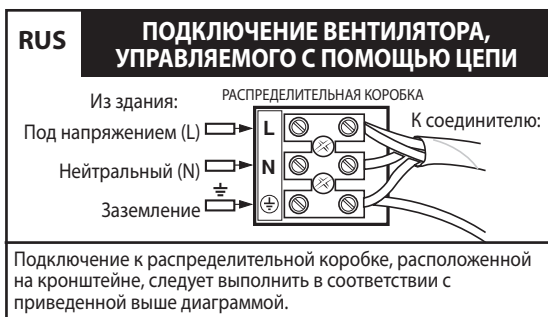 RUS
ПОДКЛЮЧЕНИЕ ВЕНТИЛЯТОРА,
УПРАВЛЯЕМОГО С ПОМОЩЬЮ ЦЕПИ
Из здания:
РАСПРЕДЕЛИТЕЛЬНАЯ КОРОБКА
К соединителю:
Под напряжением (L)
L
Нейтральный (N)
N
Заземление
Подключение к распределительной коробке, расположенной
на кронштейне, следует выполнить в соответствии с
приведенной выше диаграммой.